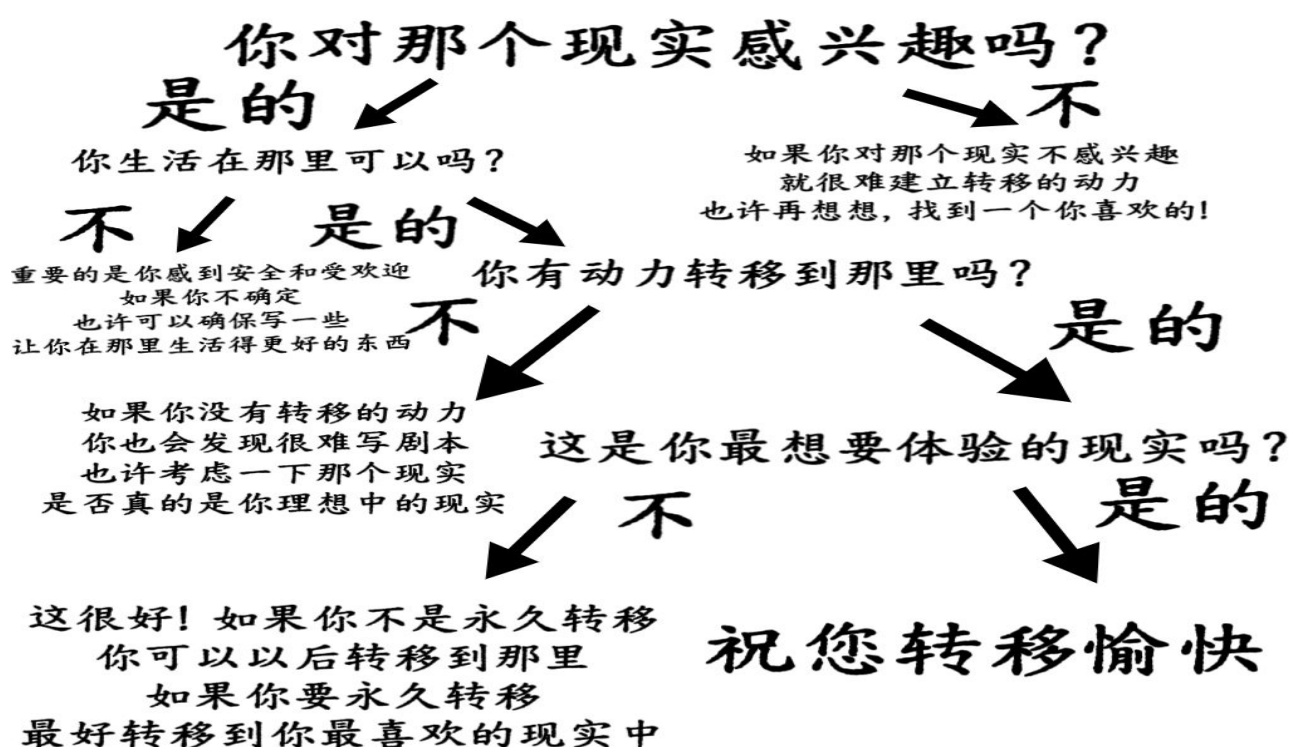 你对那个现实感兴趣吗？
是的
不
你生活在那里可以吗？
如果你对那个现实不感兴趣
就很难建立转移的动力
也许再想想，找到一个你喜欢的！
不
是的
重要的是你感到安全和受欢迎
如果你不确定
也许可以确保写一些
让你在那里生活得更好的东西
你有动力转移到那里吗？
不
是的
如果你没有转移的动力
你也会发现很难写剧本
也许考虑一下那个现实
是否真的是你理想中的现实
这是你最想要体验的现实吗？
不
是的
这很好！如果你不是永久转移
你可以以后转移到那里
如果你要永久转移
最好转移到你最喜欢的现实中
祝您转移愉快